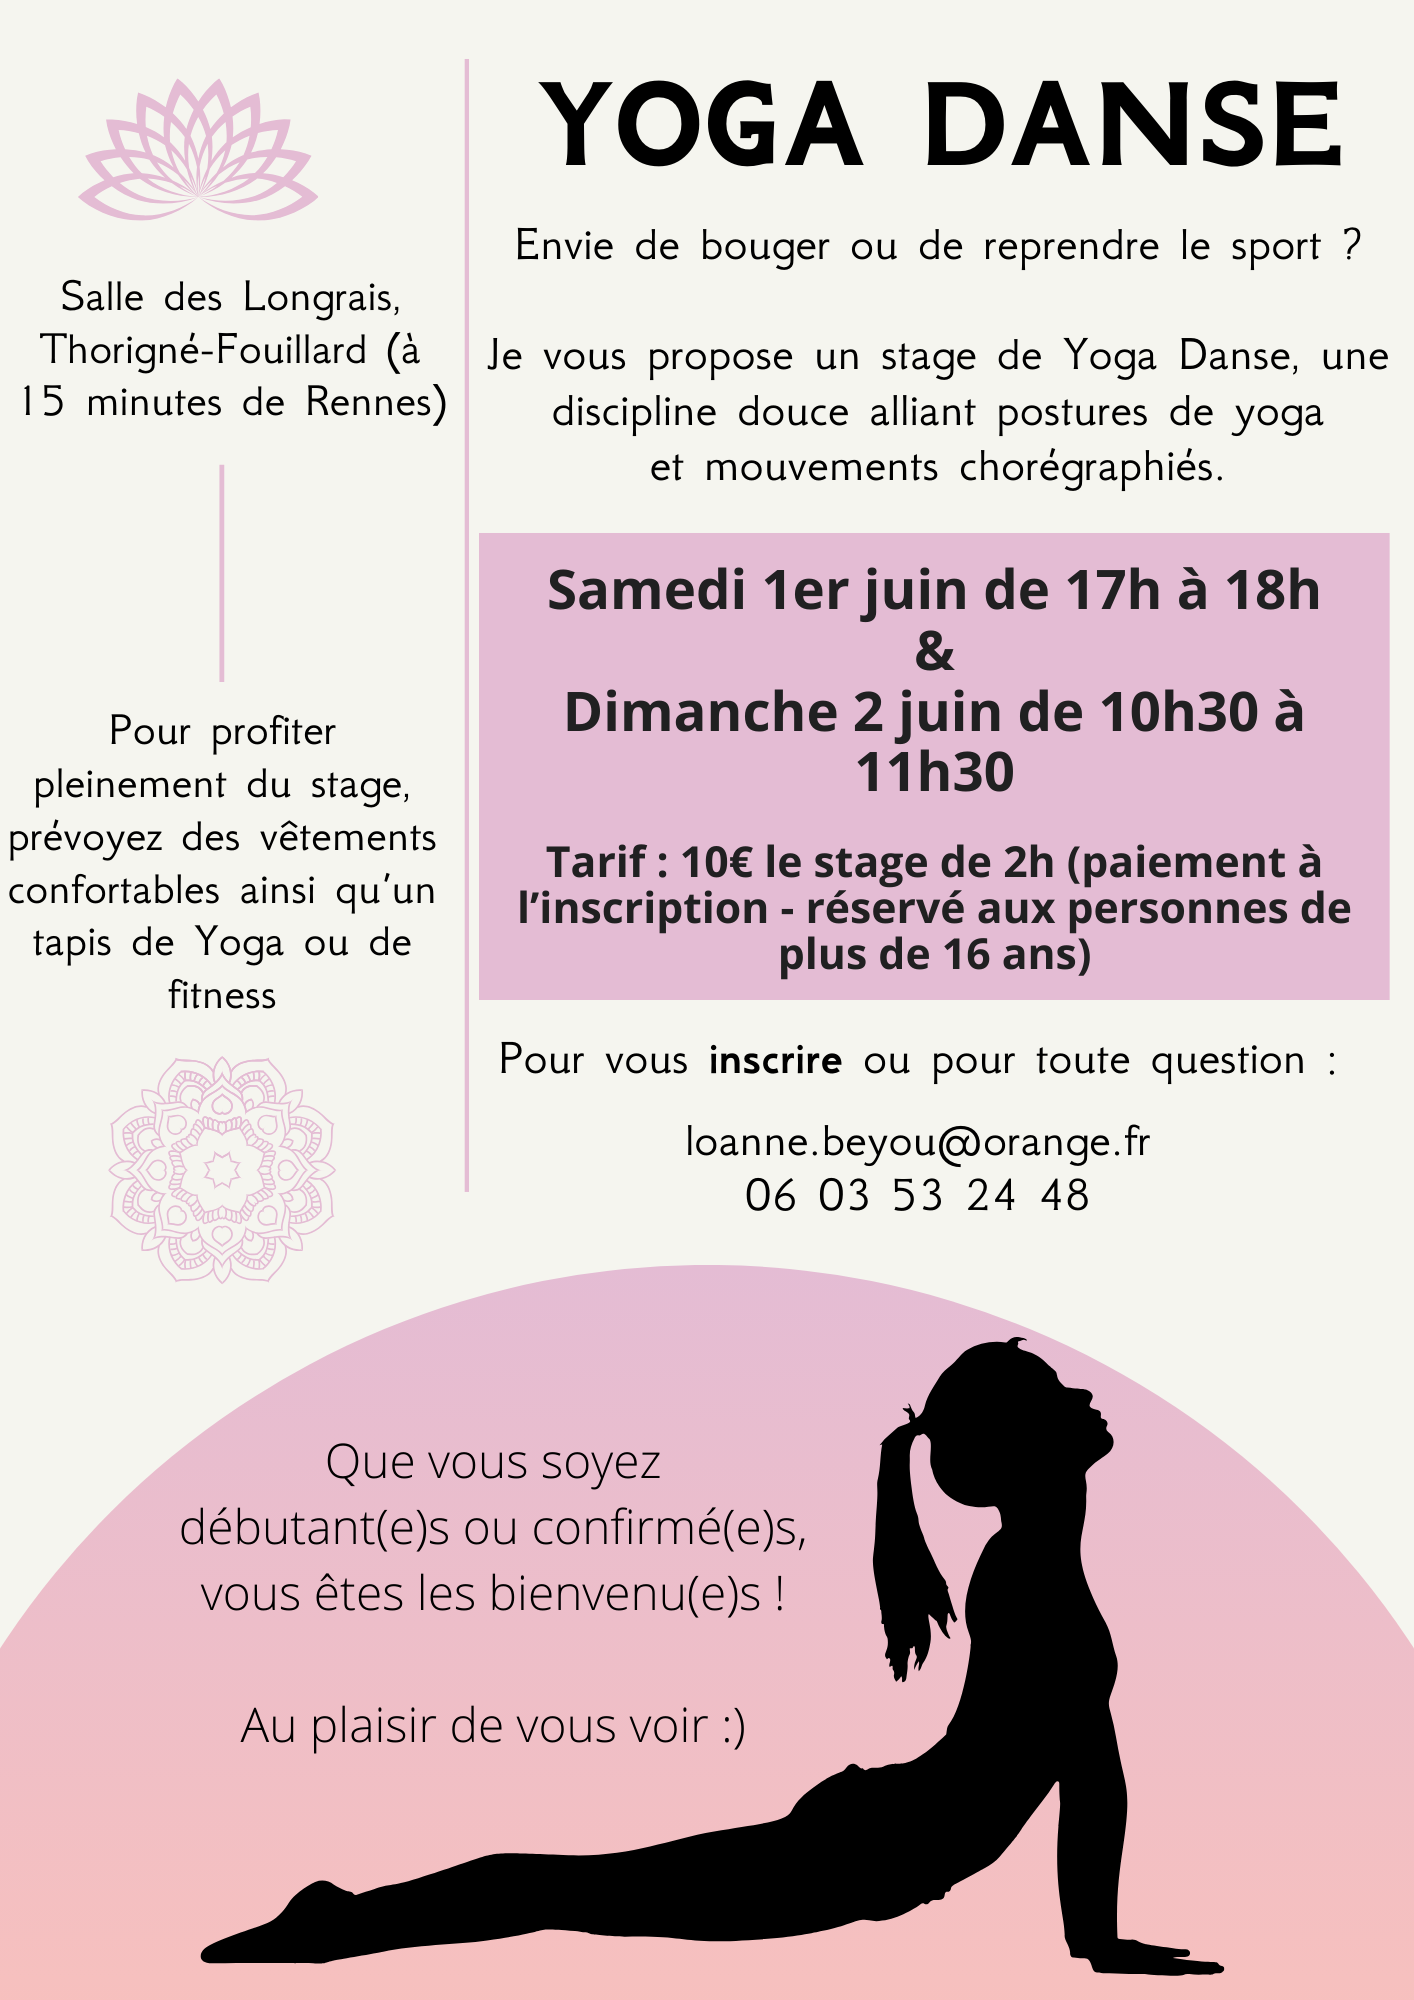 YOGA DANSE
Envie de bouger ou de reprendre le sport ?
Je vous propose un stage de Yoga Danse, une
discipline douce alliant postures de yoga
et mouvements chorégraphiés.
Salle des Longrais,
Thorigné-Fouillard (à
15 minutes de Rennes)
Samedi 1er juin de 17h à 18h
&
Dimanche 2 juin de 10h30 à
11h30
Tarif : 10€ le stage de 2h (paiement à
l’inscription - réservé aux personnes de
plus de 16 ans)
Pour profiter
pleinement du stage,
prévoyez des vêtements
confortables ainsi qu’un
tapis de Yoga ou de
fitness
Pour vous inscrire ou pour toute question :
loanne.beyou@orange.fr
06 03 53 24 48
Que vous soyez
débutant(e)s ou confirmé(e)s,
vous êtes les bienvenu(e)s !
Au plaisir de vous voir :)